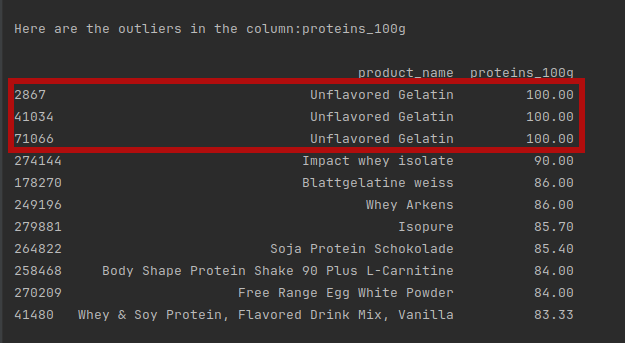 Here are the outliers in the column:proteins_100g
product_name proteins_100g
2867 Unflavored Gelatin 100.00
41034 Unflavored Gelatin 100.00
71066 Unflavored Gelatin 100.00
274144 Impact whey isolate 90.00
178270 Blattgelatine weiss 86.00
249196 Whey Arkens 86.00
279881 Isopure 85.70
264822 Soja Protein Schokolade 85.40
258468 Body Shape Protein Shake 90 Plus L-Carnitine 84.00
270209 Free Range Egg White Powder 84.00
41480 Whey & Soy Protein, Flavored Drink Mix, Vanilla 83.33